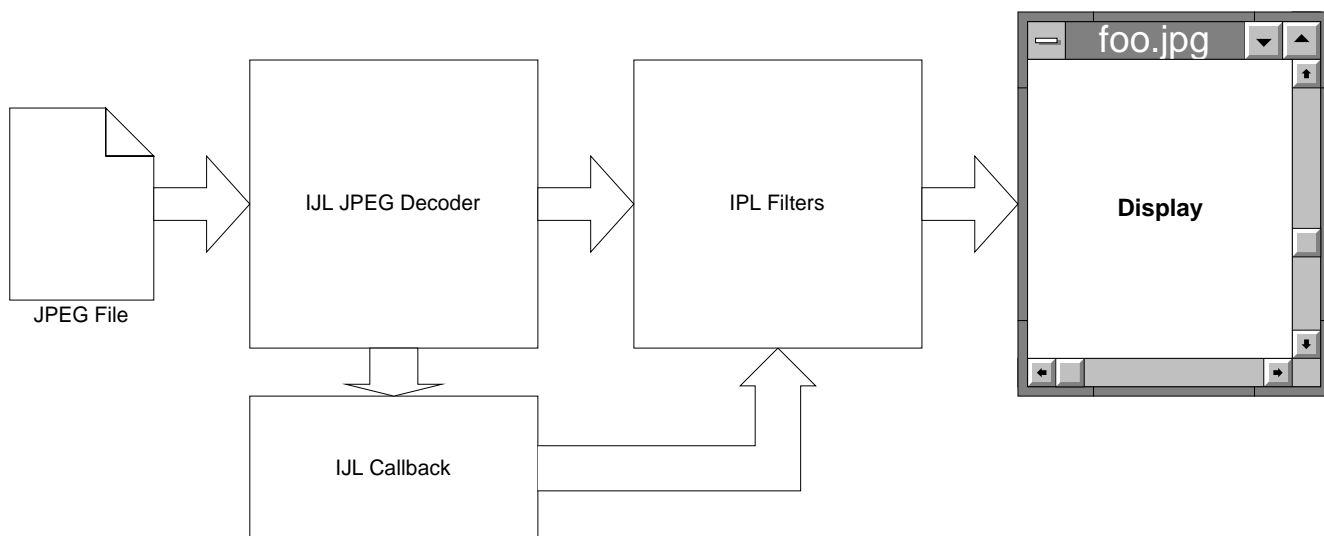 foo.jpg
IJL JPEG Decoder
IPL Filters
Display
JPEG File
IJL Callback